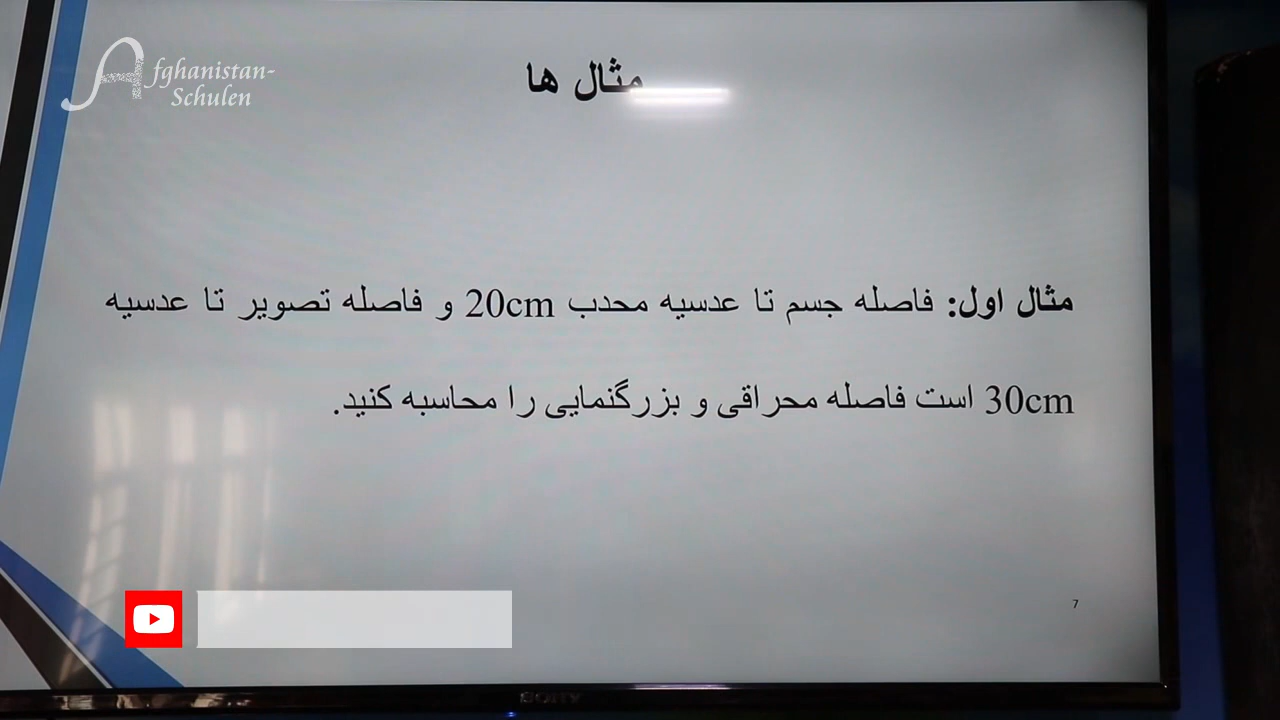 Afghanistan-
Schulen
مثال ها
مثال اول: فاصله جسم تا عدسیه محدب 20cm و فاصله تصویر تا عدسیه
30cm است فاصله محراقی و بزرگنمایی را محاسبه کنید.
7
SONY